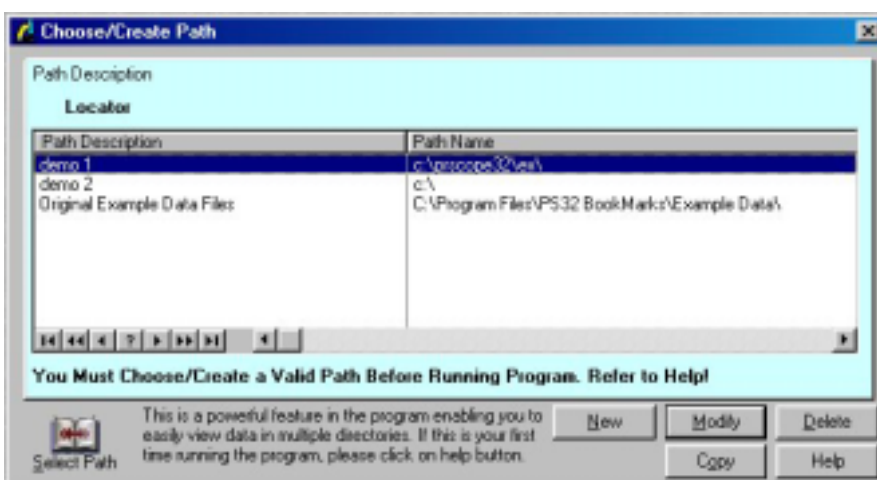 Choose/Create Path
Path Description
Locator
Path Description Path Name
demo 1 c:\prscope32\ex\
demo 2 c:\
Original Example Data Files C:\Program Files\PS32 BookMarks\Example Data\
?
You Must Choose/Create a Valid Path Before Running Program. Refer to Help!
Select Path
This is a powerful feature in the program enabling you to
easily view data in multiple directories. If this is your first
time running the program, please click on help button.
New Modify Delete
Copy Help